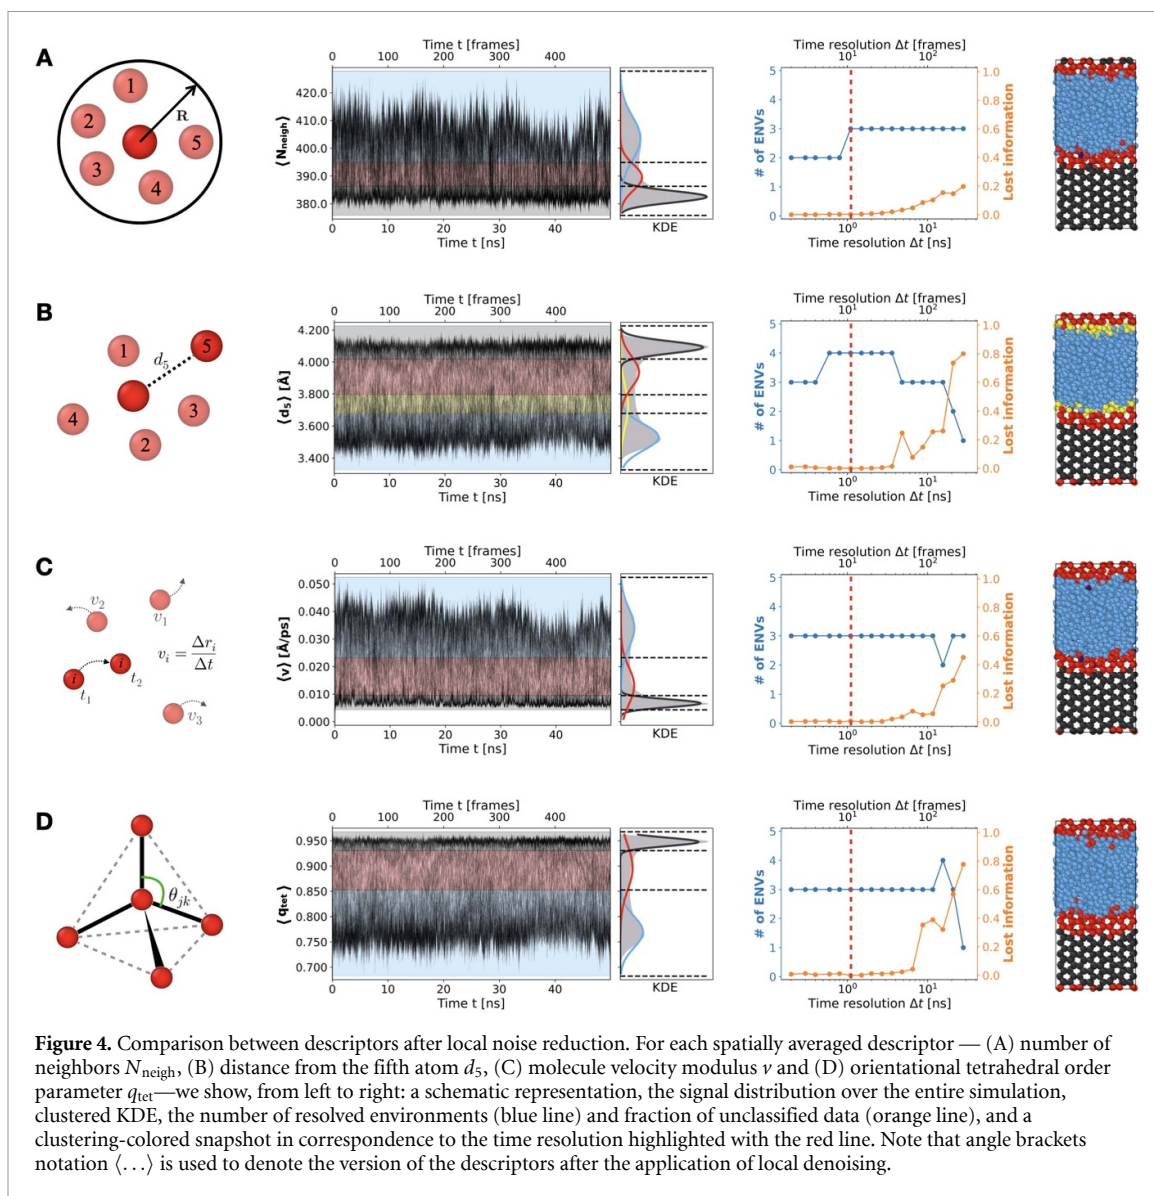 A
1
2
3
4
5
R
Time t [frames]
0 100 200 300 400
⟨Nneigh⟩
420.0
410.0
400.0
390.0
380.0
0 10 20 30 40
Time t [ns]
KDE
Time resolution Δt [frames]
10¹ 10²
# of ENVs
5
4
3
2
1
0
1.0
0.8
0.6
0.4
0.2
0.0
Lost information
10⁰ 10¹
Time resolution Δt [ns]
B
1
2
3
4
5
d₅
Time t [frames]
0 100 200 300 400
⟨d₅⟩ [Å]
4.200
4.000
3.800
3.600
3.400
0 10 20 30 40
Time t [ns]
KDE
Time resolution Δt [frames]
10¹ 10²
# of ENVs
5
4
3
2
1
0
1.0
0.8
0.6
0.4
0.2
0.0
Lost information
10⁰ 10¹
Time resolution Δt [ns]
C
v₂
v₁
vᵢ = Δrᵢ / Δt
i
i
t₁
t₂
v₃
Time t [frames]
0 100 200 300 400
⟨v⟩ [Å/ps]
0.050
0.040
0.030
0.020
0.010
0.000
0 10 20 30 40
Time t [ns]
KDE
Time resolution Δt [frames]
10¹ 10²
# of ENVs
5
4
3
2
1
0
1.0
0.8
0.6
0.4
0.2
0.0
Lost information
10⁰ 10¹
Time resolution Δt [ns]
D
θjk
Time t [frames]
0 100 200 300 400
⟨qtet⟩
0.950
0.900
0.850
0.800
0.750
0.700
0 10 20 30 40
Time t [ns]
KDE
Time resolution Δt [frames]
10¹ 10²
# of ENVs
5
4
3
2
1
0
1.0
0.8
0.6
0.4
0.2
0.0
Lost information
10⁰ 10¹
Time resolution Δt [ns]
Figure 4. Comparison between descriptors after local noise reduction. For each spatially averaged descriptor — (A) number of
neighbors Nneigh, (B) distance from the fifth atom d₅, (C) molecule velocity modulus v and (D) orientational tetrahedral order
parameter qtet—we show, from left to right: a schematic representation, the signal distribution over the entire simulation,
clustered KDE, the number of resolved environments (blue line) and fraction of unclassified data (orange line), and a
clustering-colored snapshot in correspondence to the time resolution highlighted with the red line. Note that angle brackets
notation ⟨...⟩ is used to denote the version of the descriptors after the application of local denoising.